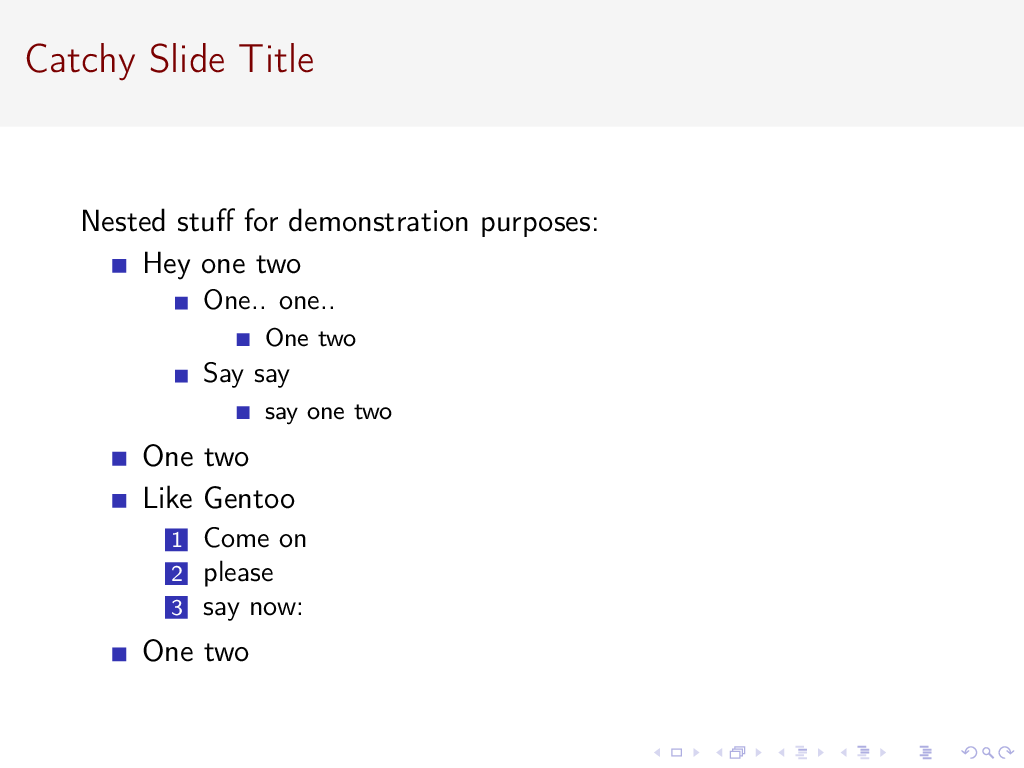 Catchy Slide Title
Nested stuff for demonstration purposes:
Hey one two
One.. one..
One two
Say say
say one two
One two
Like Gentoo
1 Come on
2 please
3 say now:
One two